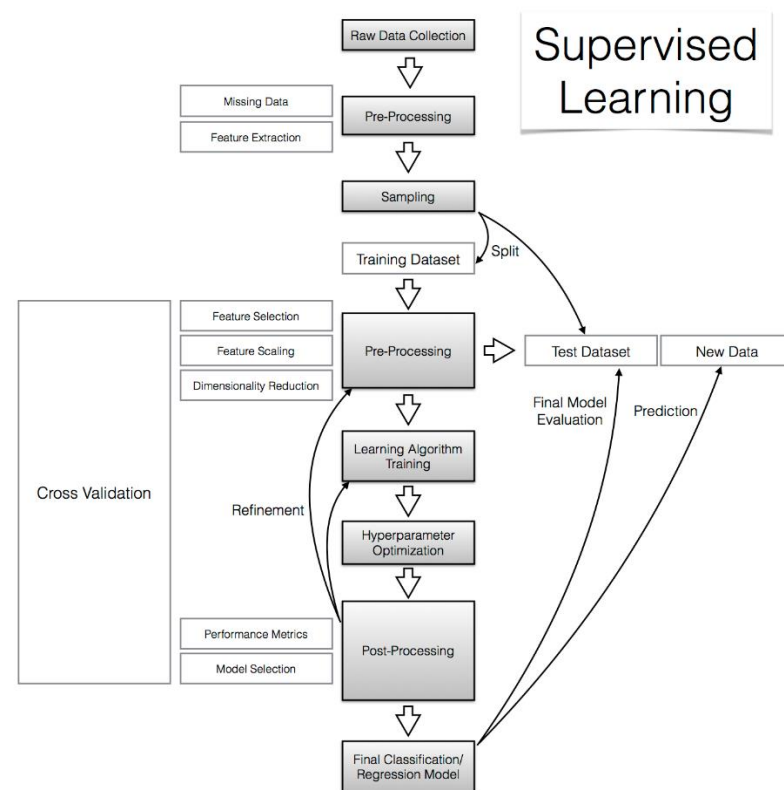 Supervised
Learning
Raw Data Collection
Missing Data
Feature Extraction
Pre-Processing
Sampling
Split
Training Dataset
Feature Selection
Feature Scaling
Dimensionality Reduction
Pre-Processing
Test Dataset
New Data
Final Model
Evaluation
Prediction
Learning Algorithm
Training
Cross Validation
Refinement
Hyperparameter
Optimization
Performance Metrics
Model Selection
Post-Processing
Final Classification/
Regression Model